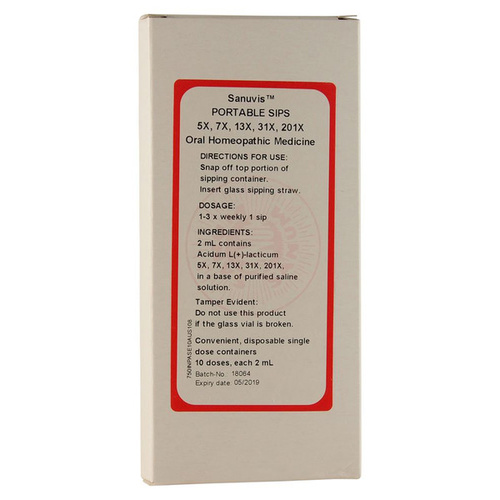 Sanuvis™
PORTABLE SIPS
5X, 7X, 13X, 31X, 201X
Oral Homeopathic Medicine
DIRECTIONS FOR USE:
Snap off top portion of
sipping container.
Insert glass sipping straw.
DOSAGE:
1-3 x weekly 1 sip
INGREDIENTS:
2 mL contains
Acidum L(+)-lacticum
5X, 7X, 13X, 31X, 201X,
in a base of purified saline
solution.
Tamper Evident:
Do not use this product
if the glass vial is broken.
Convenient, disposable single
dose containers
10 doses, each 2 mL
Batch-No.: 18064
Expiry date: 05/2019